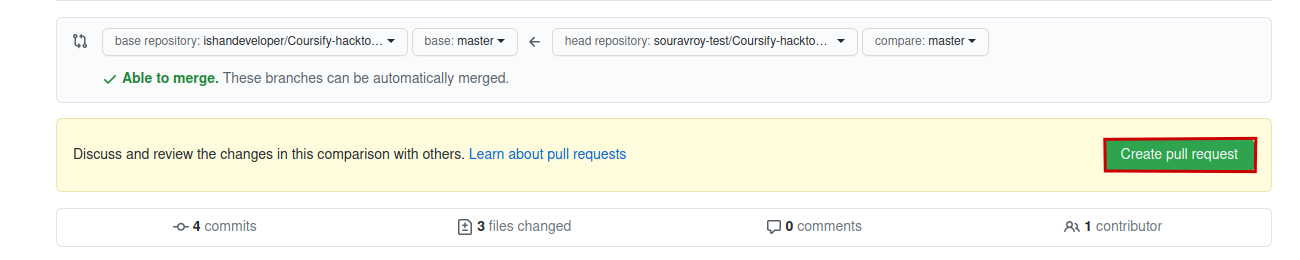 base repository: ishandeveloper/Coursify-hackto... base: master head repository: souravroy-test/Coursify-hackto... compare: master
Able to merge. These branches can be automatically merged.
Discuss and review the changes in this comparison with others. Learn about pull requests Create pull request
4 commits 3 files changed 0 comments 1 contributor